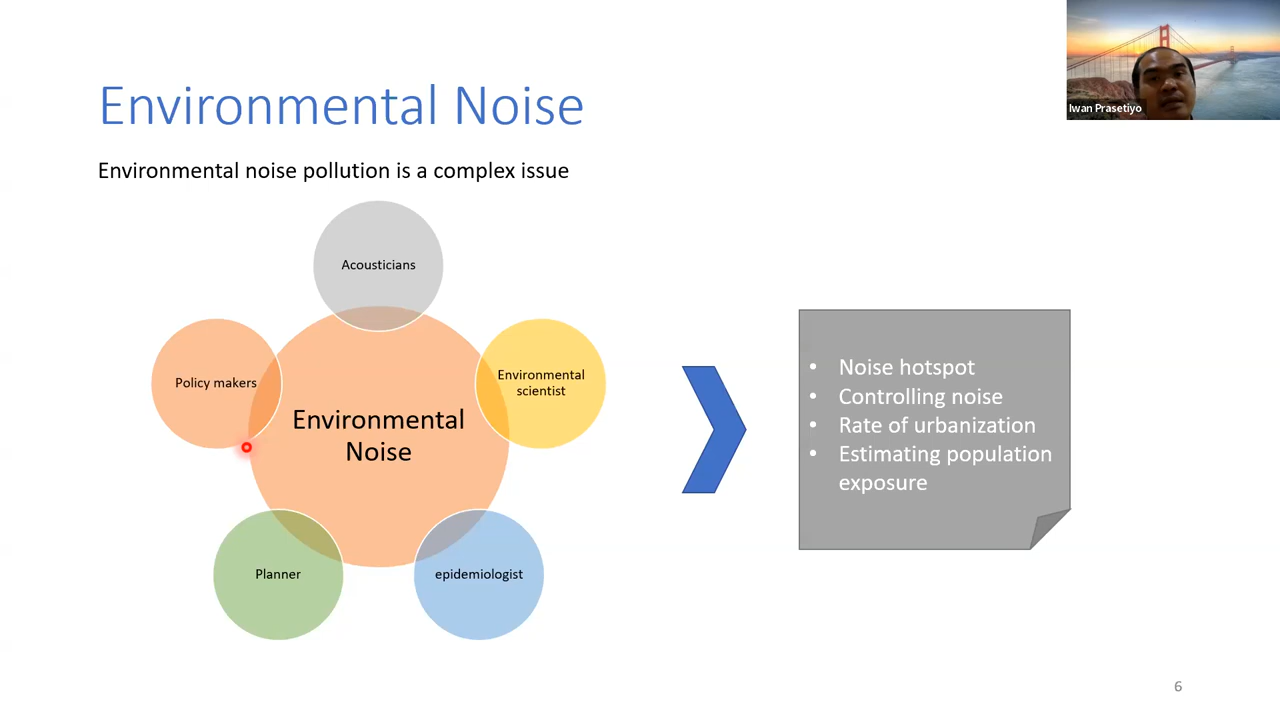 Iwan Prasetiyo
Environmental Noise
Environmental noise pollution is a complex issue
Acousticians
Policy makers
Environmental
scientist
Environmental
Noise
Planner
epidemiologist
• Noise hotspot
• Controlling noise
• Rate of urbanization
• Estimating population
exposure
6